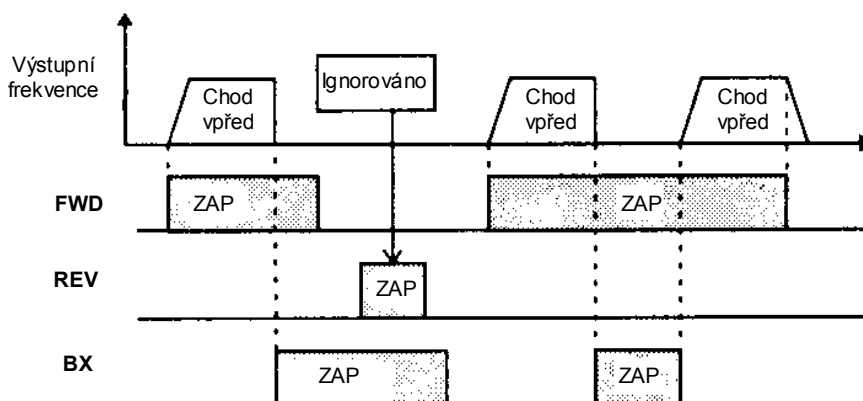 Výstupní
frekvence
Chod
vpřed
Ignorováno
Chod
vpřed
Chod
vpřed
FWD
ZAP
ZAP
REV
ZAP
BX
ZAP
ZAP